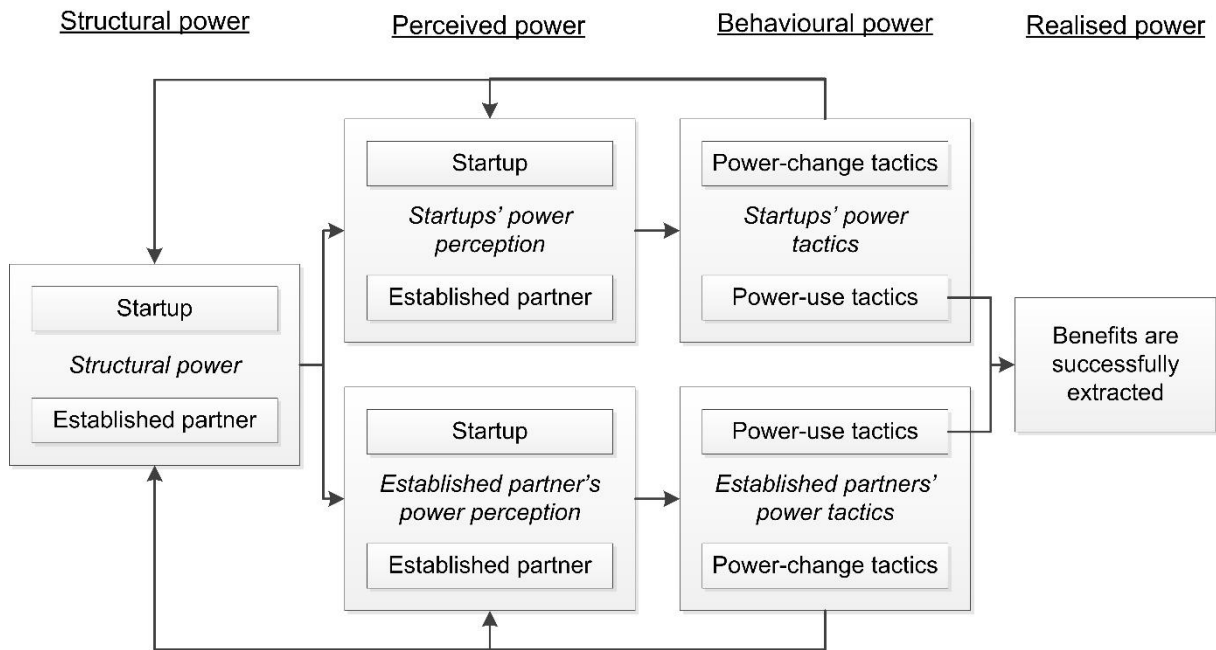 Structural power
Perceived power
Behavioural power
Realised power
Startup
Structural power
Established partner
Startup
Startups’ power
perception
Established partner
Power-change tactics
Startups’ power
tactics
Power-use tactics
Startup
Established partner’s
power perception
Established partner
Power-use tactics
Established partners’
power tactics
Power-change tactics
Benefits are
successfully
extracted